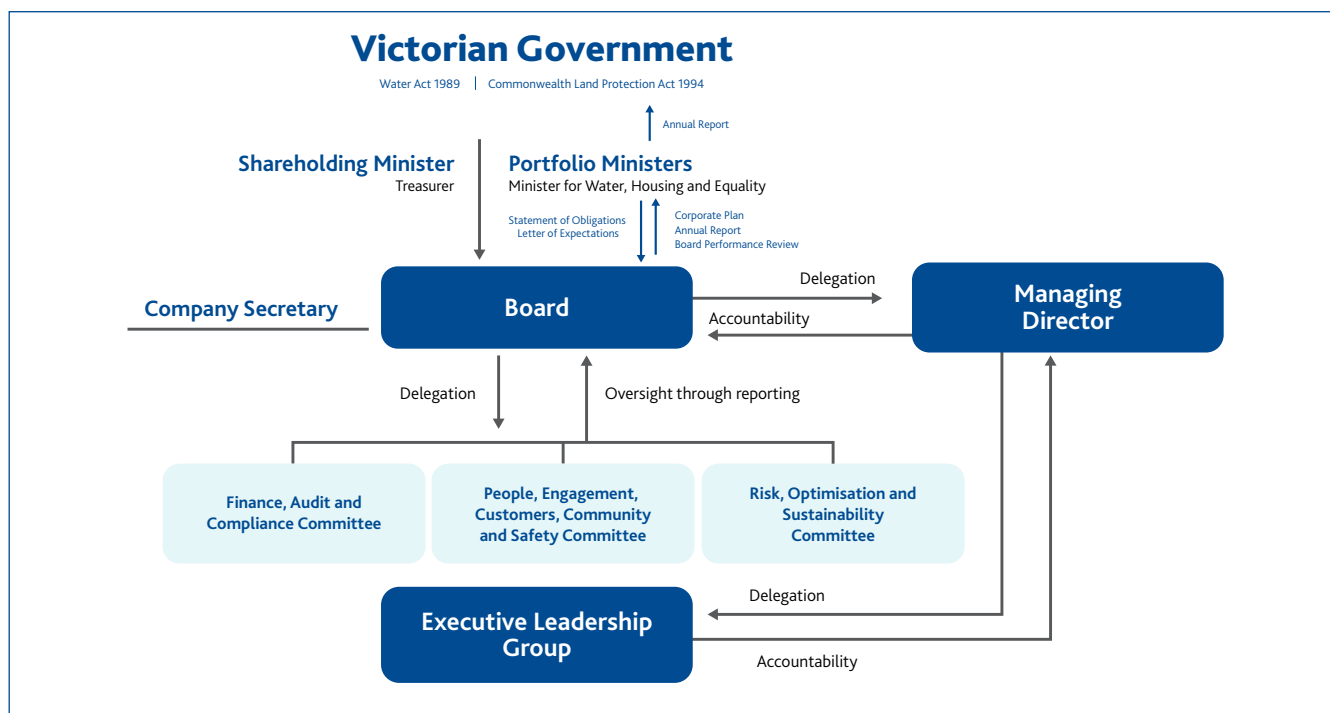 Victorian Government
Water Act 1989 | Commonwealth Land Protection Act 1994
Annual Report
Shareholding Minister
Treasurer
Portfolio Ministers
Minister for Water, Housing and Equality
Statement of Obligations
Letter of Expectations
Corporate Plan
Annual Report
Board Performance Review
Company Secretary
Board
Delegation
Accountability
Managing
Director
Delegation
Oversight through reporting
Finance, Audit and
Compliance Committee
People, Engagement,
Customers, Community
and Safety Committee
Risk, Optimisation and
Sustainability
Committee
Executive Leadership
Group
Delegation
Accountability